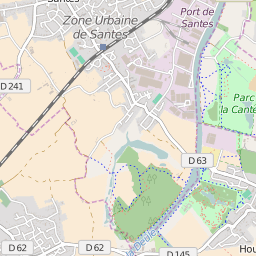 Santes
Zone Urbaine
de Santes
Port de
Santes
D 241
Parc
la Cante
D 63
D 62
D 62
D 145
Hou